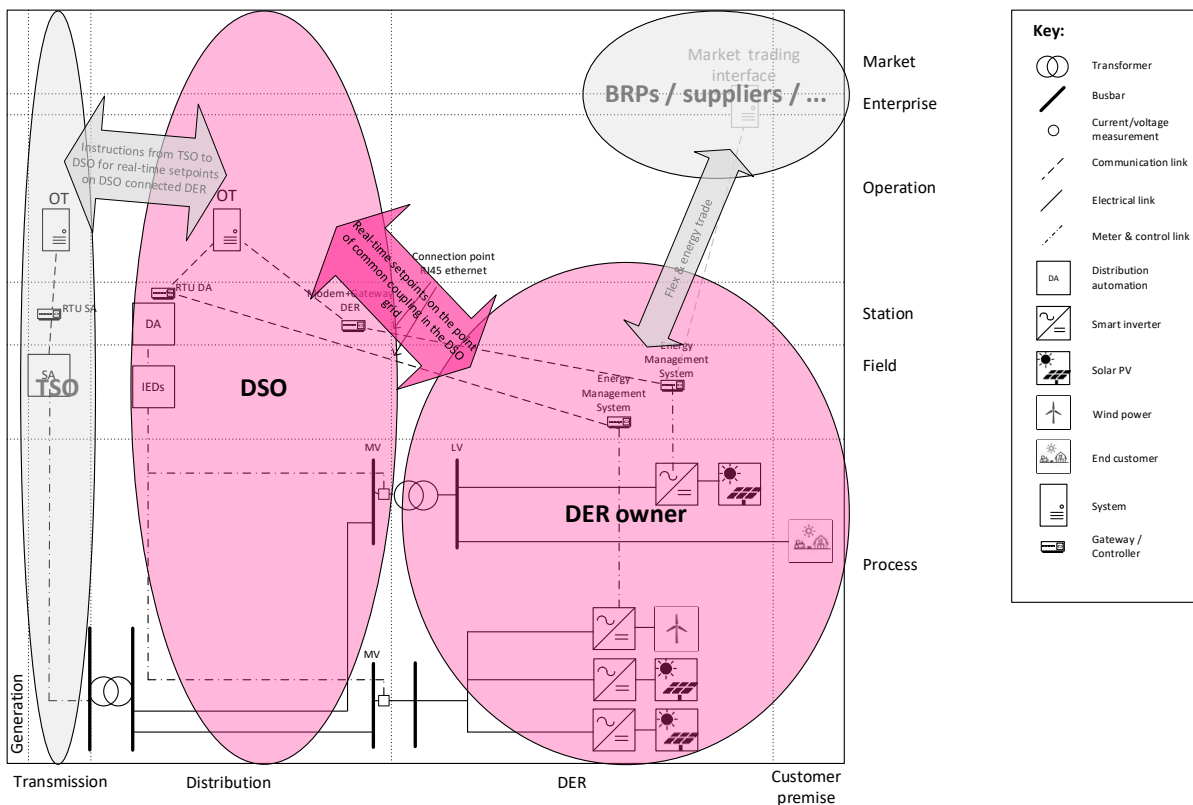 Market trading
interface
BRPs / suppliers / ...
Instructions from TSO to
DSO for real-time setpoints
on DSO connected DER
OT
OT
Real-time setpoints on the point
of common coupling in the DSO
grid
Connection point
RJ45 ethernet
Flex & energy trade
RTU DA
Modem+Gateway
DER
RTU SA
DA
SA
TSO
IEDs
DSO
Energy
Management
System
Energy
Management
System
MV
LV
DER owner
MV
Generation
Transmission
Distribution
DER
Customer
premise
Market
Enterprise
Operation
Station
Field
Process
Key:
Transformer
Busbar
Current/voltage
measurement
Communication link
Electrical link
Meter & control link
DA
Distribution
automation
Smart inverter
Solar PV
Wind power
End customer
System
Gateway /
Controller